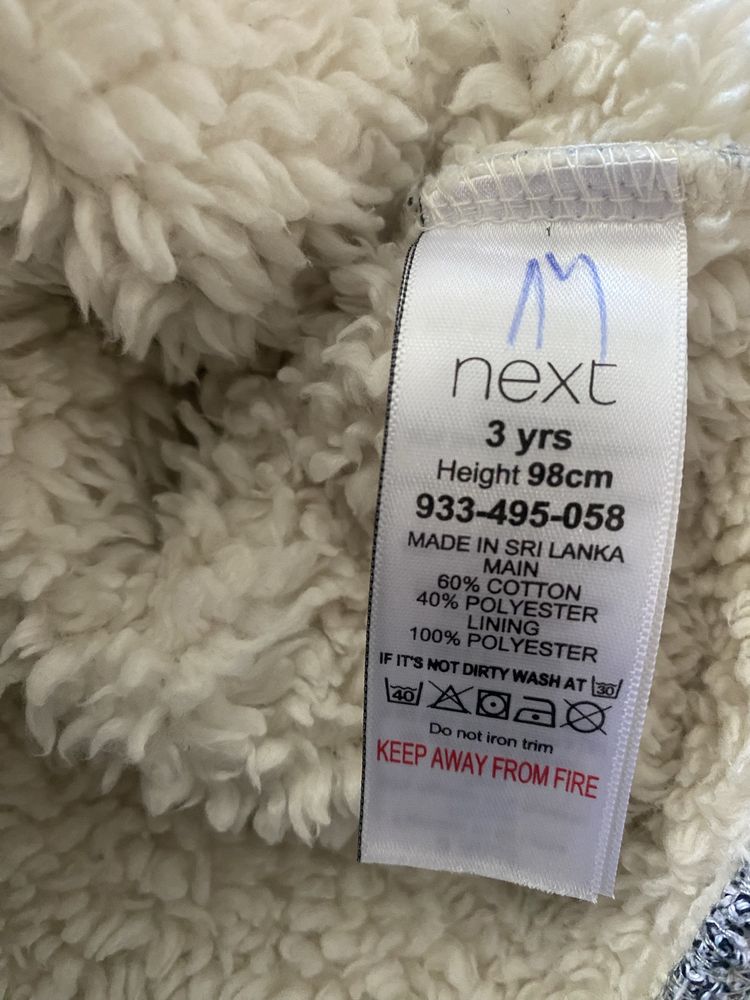 M
next
3 yrs
Height 98cm
933-495-058
MADE IN SRI LANKA
MAIN
60% COTTON
40% POLYESTER
LINING
100% POLYESTER
IF IT'S NOT DIRTY WASH AT 30
40
Do not iron trim
KEEP AWAY FROM FIRE